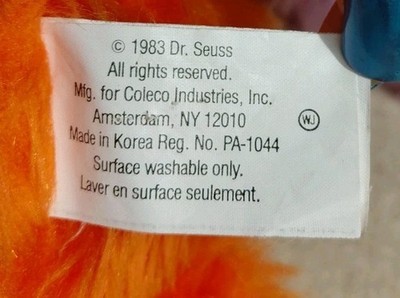 © 1983 Dr. Seuss
All rights reserved.
Mfg. for Coleco Industries, Inc.
Amsterdam, NY 12010
WJ
Made in Korea Reg. No. PA-1044
Surface washable only.
Laver en surface seulement.